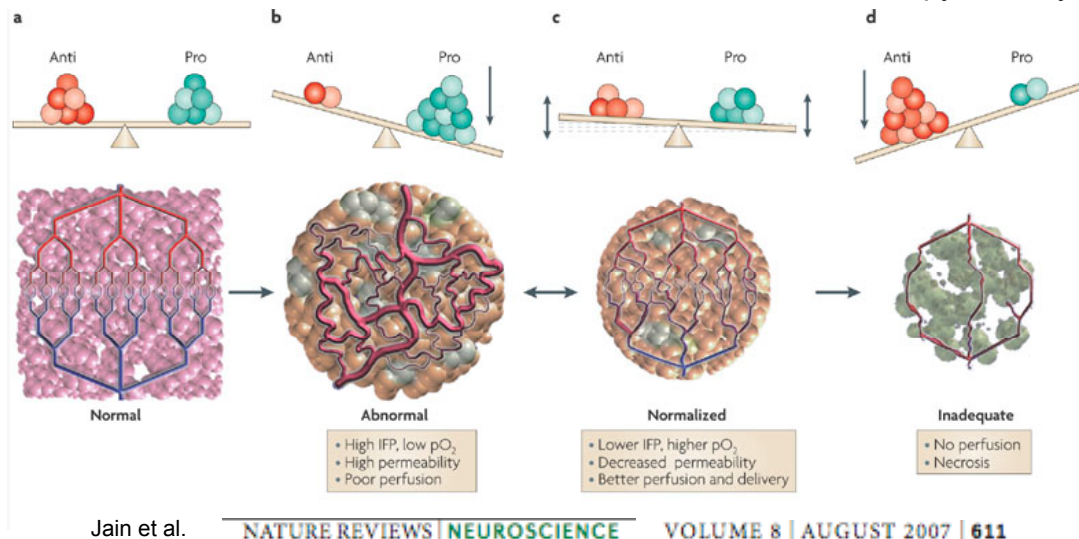 a
b
c
d
Anti
Pro
Anti
Pro
Anti
Pro
Anti
Pro
Normal
Abnormal
• High IFP, low pO₂
• High permeability
• Poor perfusion
Normalized
• Lower IFP, higher pO₂
• Decreased permeability
• Better perfusion and delivery
Inadequate
• No perfusion
• Necrosis
Jain et al.
NATURE REVIEWS | NEUROSCIENCE
VOLUME 8 | AUGUST 2007 | 611